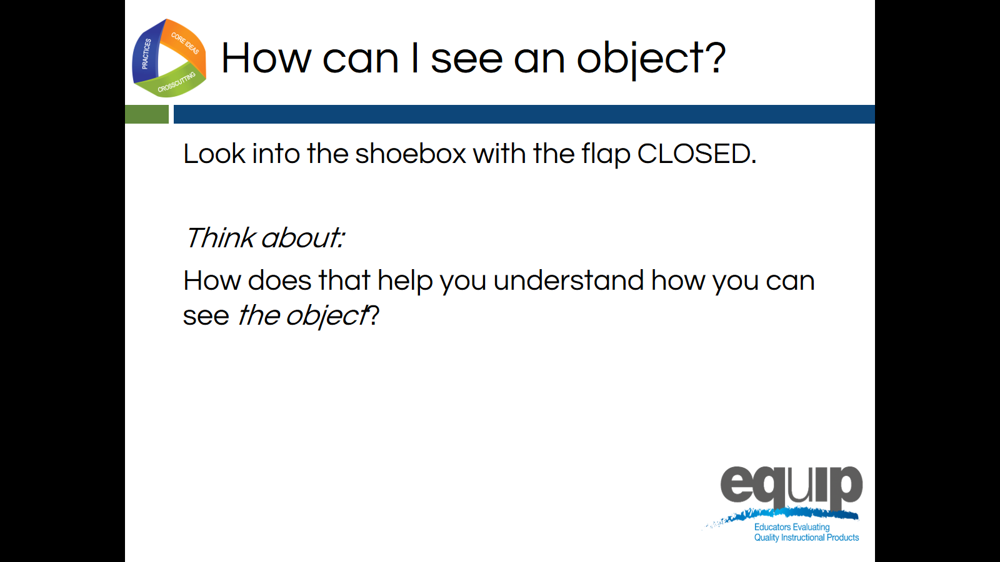 PRACTICES
CORE IDEAS
CROSSCUTTING
How can I see an object?
Look into the shoebox with the flap CLOSED.
Think about:
How does that help you understand how you can
see the object?
equip
Educators Evaluating
Quality Instructional Products